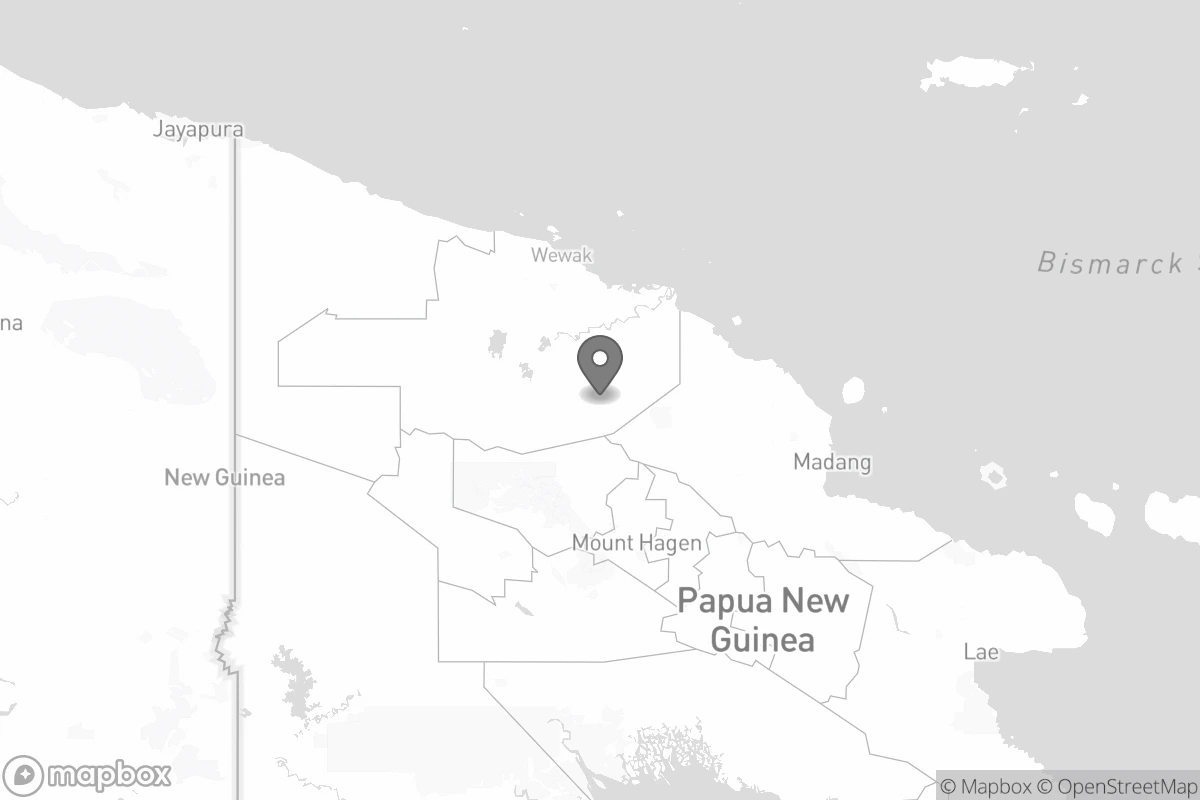 Jayapura
Wewak
Bismarck S
na
Madang
New Guinea
Mount Hagen
Papua New
Guinea
Lae
mapbox
© Mapbox © OpenStreetMap